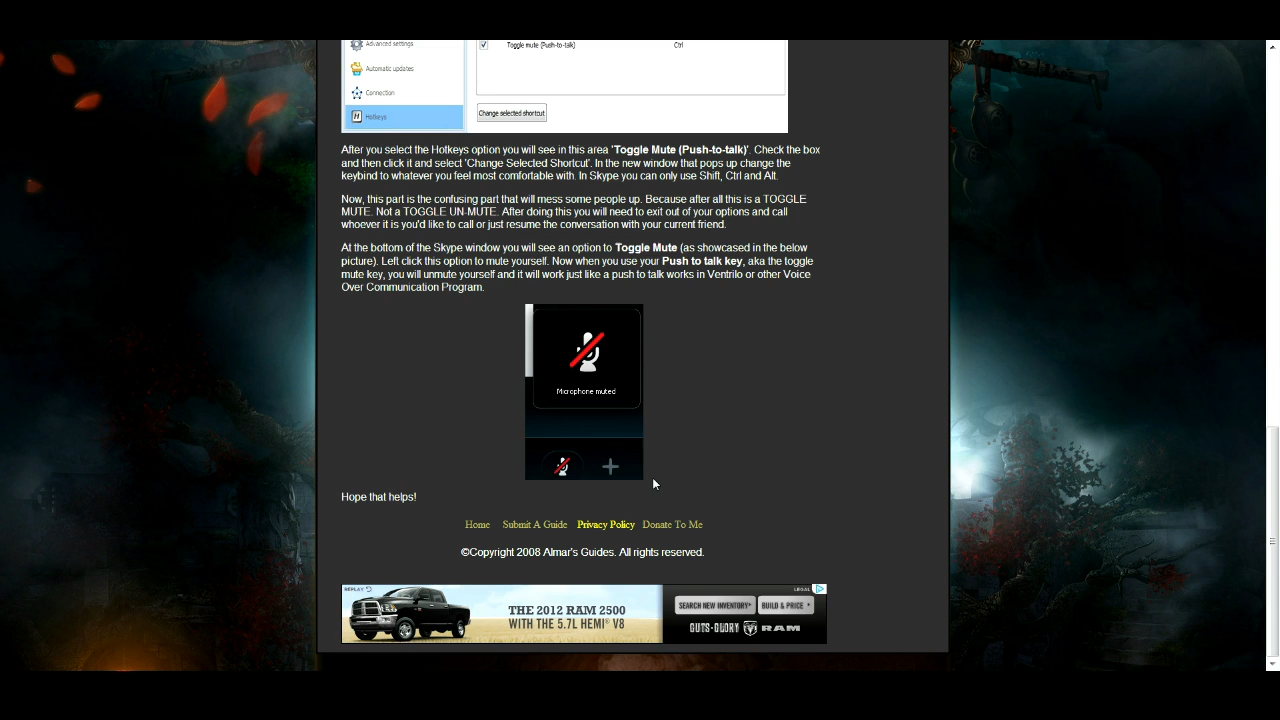 Advanced settings
Toggle mute (Push-to-talk) Ctrl
Automatic updates
Connection
Hotkeys
Change selected shortcut
After you select the Hotkeys option you will see in this area 'Toggle Mute (Push-to-talk)'. Check the box
and then click it and select 'Change Selected Shortcut'. In the new window that pops up change the
keybind to whatever you feel most comfortable with. In Skype you can only use Shift, Ctrl and Alt.
Now, this part is the confusing part that will mess some people up. Because after all this is a TOGGLE
MUTE. Not a TOGGLE UN-MUTE. After doing this you will need to exit out of your options and call
whoever it is you'd like to call or just resume the conversation with your current friend.
At the bottom of the Skype window you will see an option to Toggle Mute (as showcased in the below
picture). Left click this option to mute yourself. Now when you use your Push to talk key, aka the toggle
mute key, you will unmute yourself and it will work just like a push to talk works in Ventrilo or other Voice
Over Communication Program.
Microphone muted
Hope that helps!
Home Submit A Guide Privacy Policy Donate To Me
©Copyright 2008 Almar's Guides. All rights reserved.
REPLAY
LEGAL
THE 2012 RAM 2500
WITH THE 5.7L HEMI® V8
SEARCH NEW INVENTORY BUILD & PRICE
GUTS·GLORY RAM